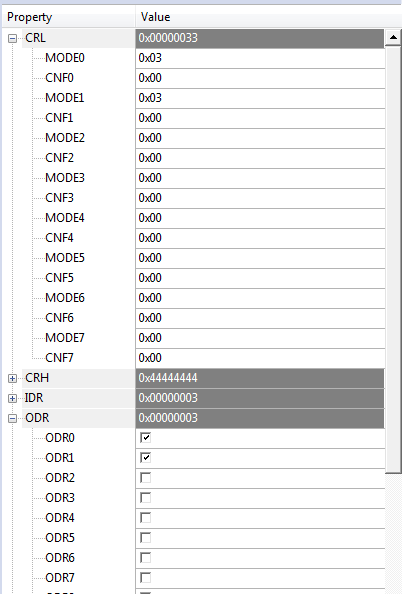 Property Value
CRL 0x00000033
MODE0 0x03
CNF0 0x00
MODE1 0x03
CNF1 0x00
MODE2 0x00
CNF2 0x00
MODE3 0x00
CNF3 0x00
MODE4 0x00
CNF4 0x00
MODE5 0x00
CNF5 0x00
MODE6 0x00
CNF6 0x00
MODE7 0x00
CNF7 0x00
CRH 0x44444444
IDR 0x00000003
ODR 0x00000003
ODR0
ODR1
ODR2
ODR3
ODR4
ODR5
ODR6
ODR7